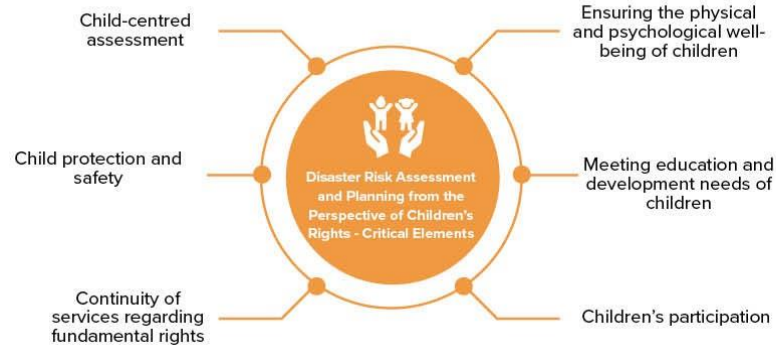 Child-centred
assessment
Ensuring the physical
and psychological well-
being of children
Child protection and
safety
Disaster Risk Assessment
and Planning from the
Perspective of Children's
Rights - Critical Elements
Meeting education and
development needs of
children
Continuity of
services regarding
fundamental rights
Children's participation